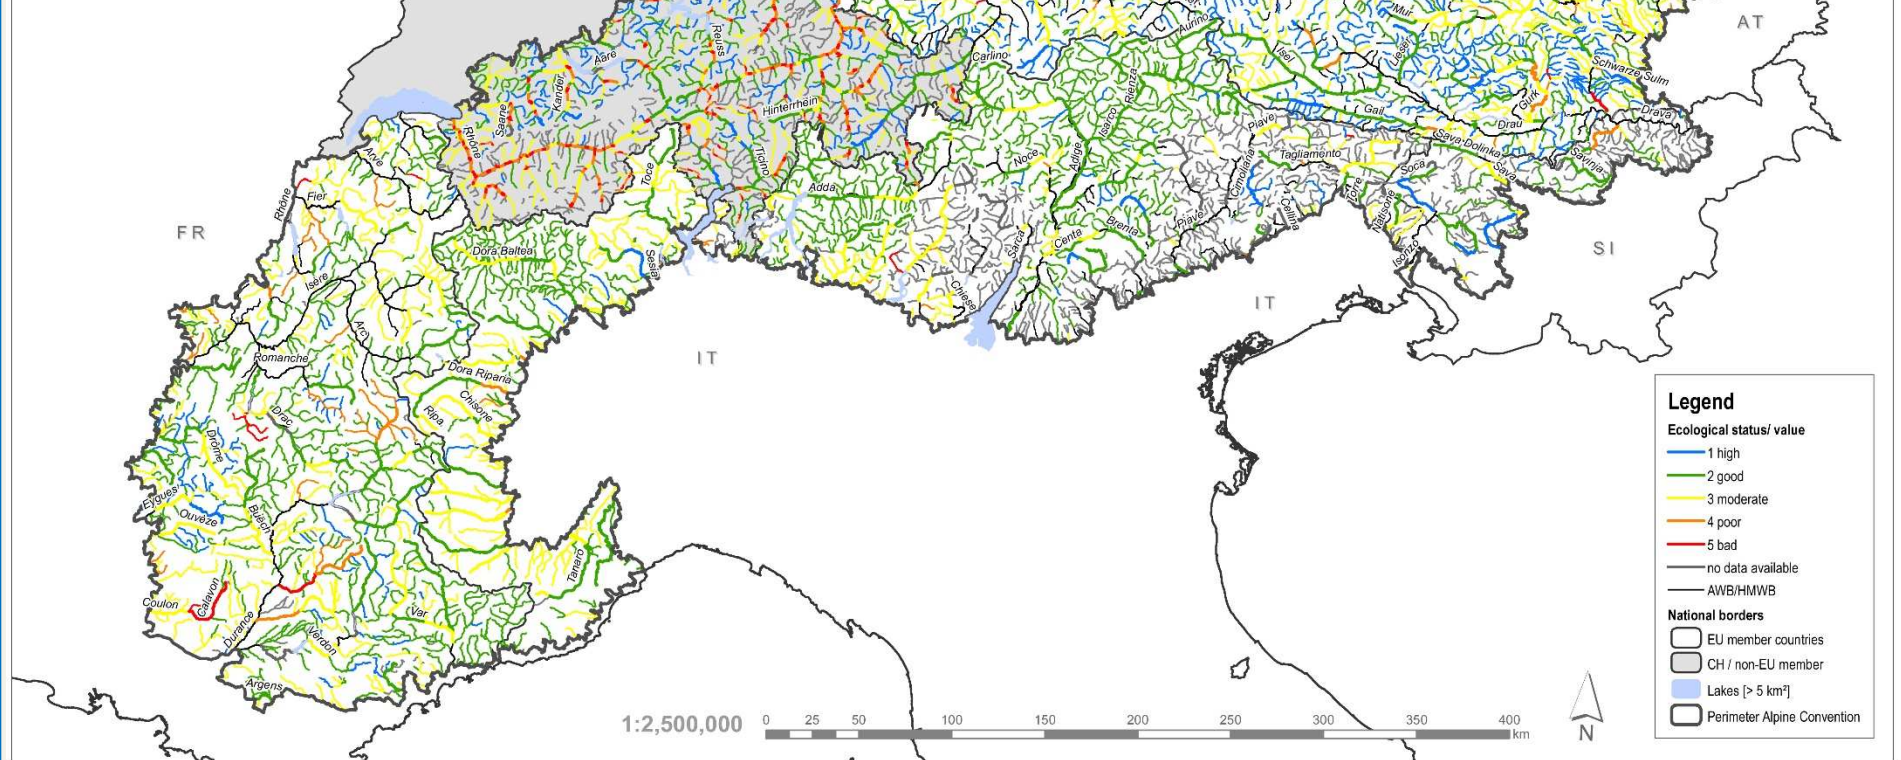 Mur
AT
Aurino
Reuss
Aare
Carlino
Isel
Lieser
Schwarze Sulm
Kander
Rienza
Saane
Hinterrhein
Gurk
Gail
Drava
Drau
Isarco
Piave
Rhône
Sava Dolinka
Arve
Ticino
Noce
Adige
Tagliamento
Savinja
Toce
Cimoliana
Soca
Sava
Adda
Fier
Rhône
Torre
Natisone
Cellina
Piave
Brenta
FR
Centa
Sarca
Dora Baltea
Isonzo
SI
Sesia
Isère
Chiese
IT
Arc
Romanche
IT
Dora Riparia
Chisone
Ripa
Drac
Drôme
Eygues
Ouvèze
Buëch
Tanaro
Calavon
Coulon
Var
Durance
Verdon
Argens
Legend
Ecological status/ value
1 high
2 good
3 moderate
4 poor
5 bad
no data available
AWB/HMWB
National borders
EU member countries
CH / non-EU member
Lakes [> 5 km²]
Perimeter Alpine Convention
1:2,500,000
0 25 50 100 150 200 250 300 350 400
km
N